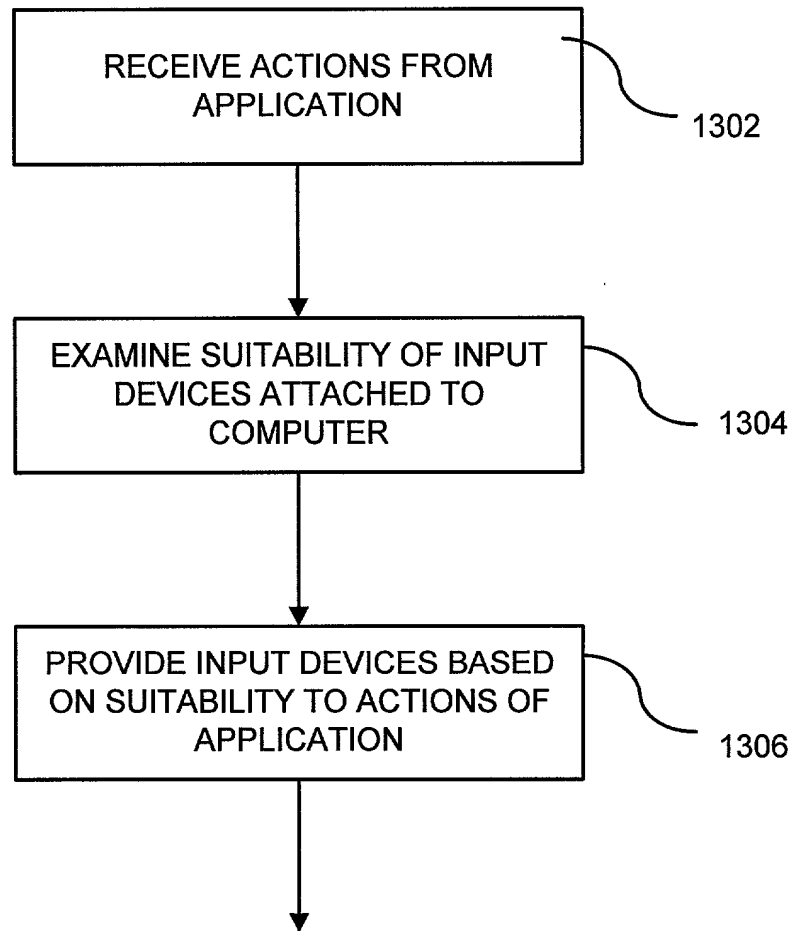 RECEIVE ACTIONS FROM
APPLICATION
1302
EXAMINE SUITABILITY OF INPUT
DEVICES ATTACHED TO
COMPUTER
1304
PROVIDE INPUT DEVICES BASED
ON SUITABILITY TO ACTIONS OF
APPLICATION
1306